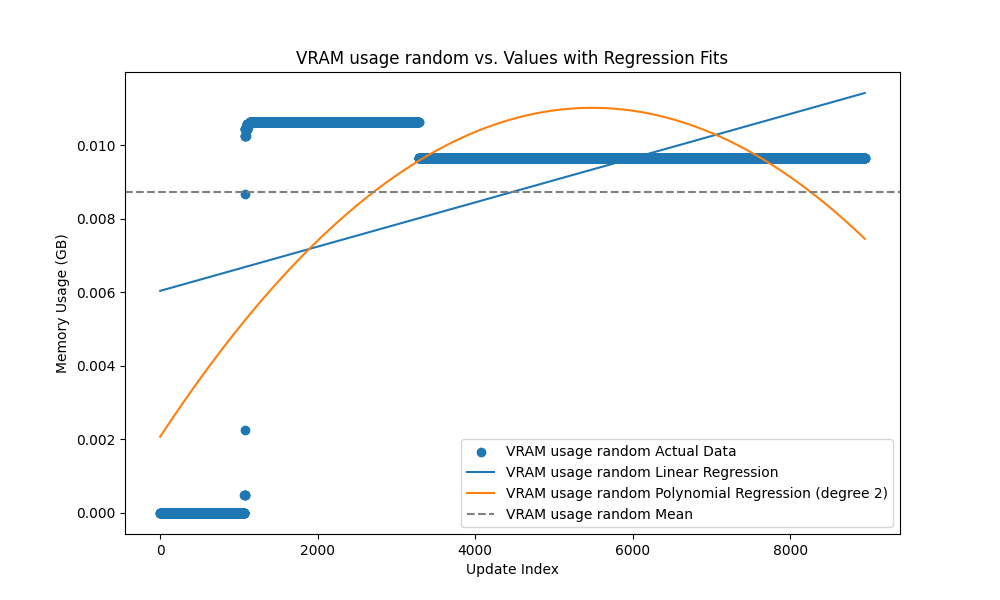 VRAM usage random vs. Values with Regression Fits
Memory Usage (GB)
0.010
0.008
0.006
0.004
0.002
0.000
VRAM usage random Actual Data
VRAM usage random Linear Regression
VRAM usage random Polynomial Regression (degree 2)
VRAM usage random Mean
0 2000 4000 6000 8000
Update Index